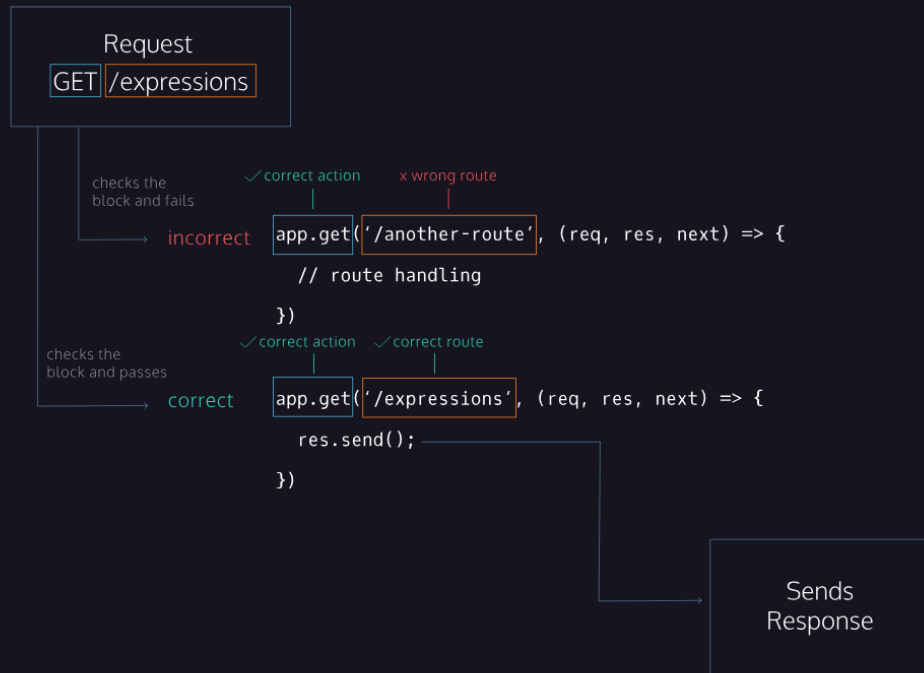 Request
GET /expressions
checks the
block and fails
✓ correct action
x wrong route
incorrect
app.get(‘/another-route’, (req, res, next) => {
// route handling
})
checks the
block and passes
✓ correct action
✓ correct route
correct
app.get(‘/expressions’, (req, res, next) => {
res.send();
})
Sends
Response